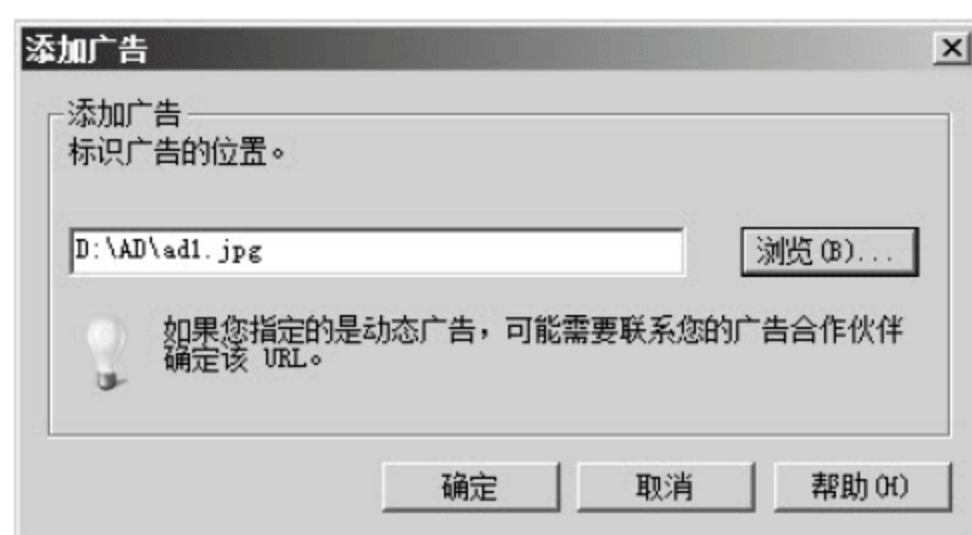 添加广告
添加广告
标识广告的位置。
D:\AD\ad1.jpg
浏览(B)...
如果您指定的是动态广告，可能需要联系您的广告合作伙伴
确定该 URL。
确定
取消
帮助(H)